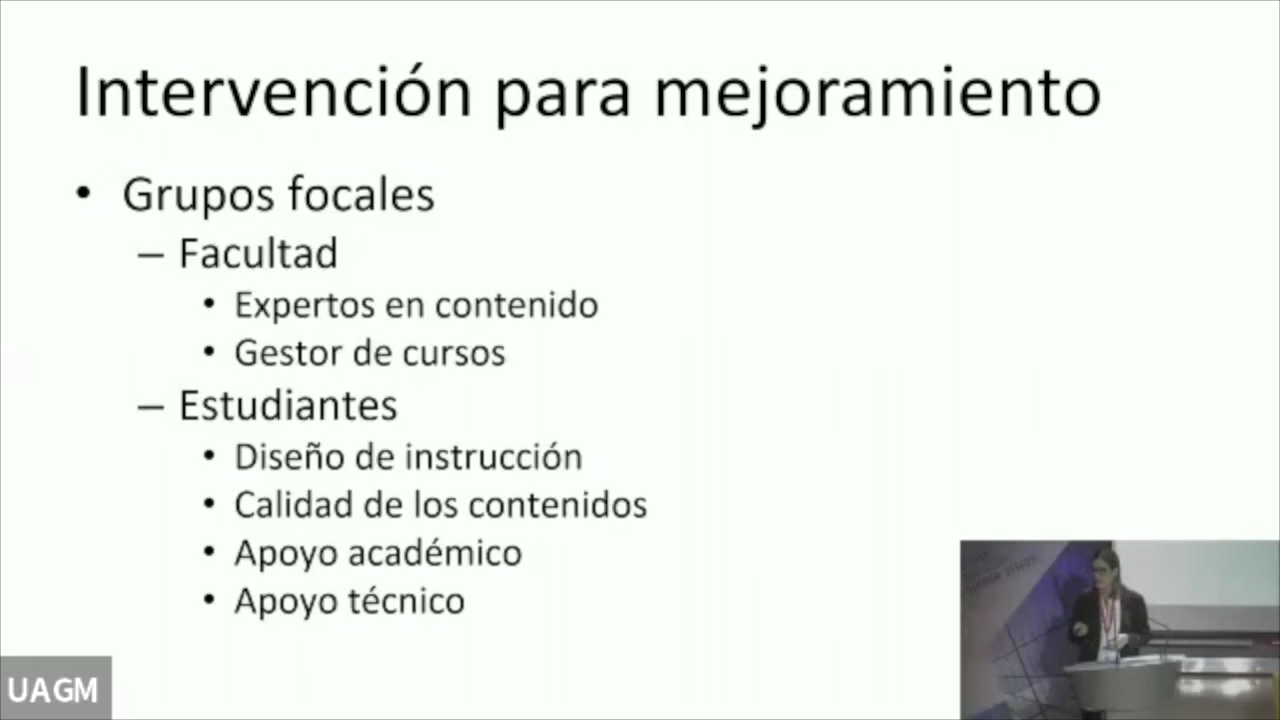 Intervención para mejoramiento
• Grupos focales
– Facultad
• Expertos en contenido
• Gestor de cursos
– Estudiantes
• Diseño de instrucción
• Calidad de los contenidos
• Apoyo académico
• Apoyo técnico
UAGM